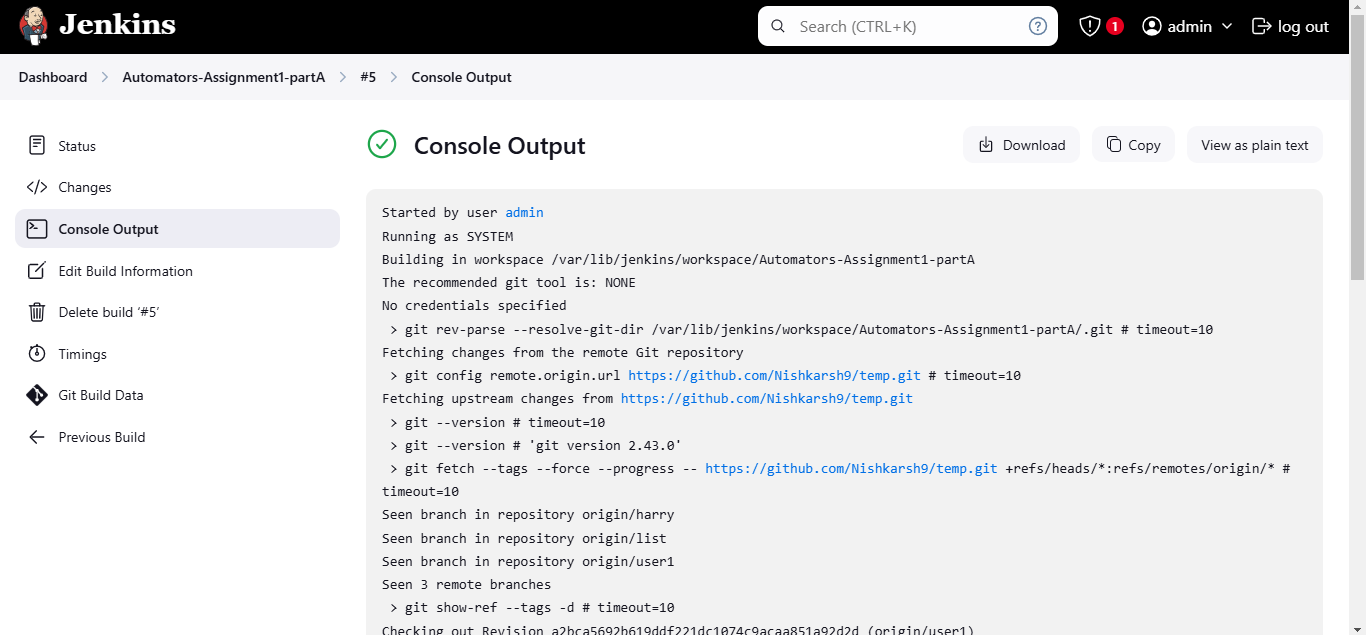 Jenkins
Search (CTRL+K)
1
admin
log out
Dashboard
Automators-Assignment1-partA
#5
Console Output
Status
Changes
Console Output
Edit Build Information
Delete build ‘#5’
Timings
Git Build Data
Previous Build
Console Output
Download
Copy
View as plain text
Started by user admin
Running as SYSTEM
Building in workspace /var/lib/jenkins/workspace/Automators-Assignment1-partA
The recommended git tool is: NONE
No credentials specified
> git rev-parse --resolve-git-dir /var/lib/jenkins/workspace/Automators-Assignment1-partA/.git # timeout=10
Fetching changes from the remote Git repository
> git config remote.origin.url https://github.com/Nishkarsh9/temp.git # timeout=10
Fetching upstream changes from https://github.com/Nishkarsh9/temp.git
> git --version # timeout=10
> git --version # 'git version 2.43.0'
> git fetch --tags --force --progress -- https://github.com/Nishkarsh9/temp.git +refs/heads/*:refs/remotes/origin/* #
timeout=10
Seen branch in repository origin/harry
Seen branch in repository origin/list
Seen branch in repository origin/user1
Seen 3 remote branches
> git show-ref --tags -d # timeout=10
Checking out Revision a2bca5692b619ddf221dc1074c9acaa851a92d2d (origin/user1)